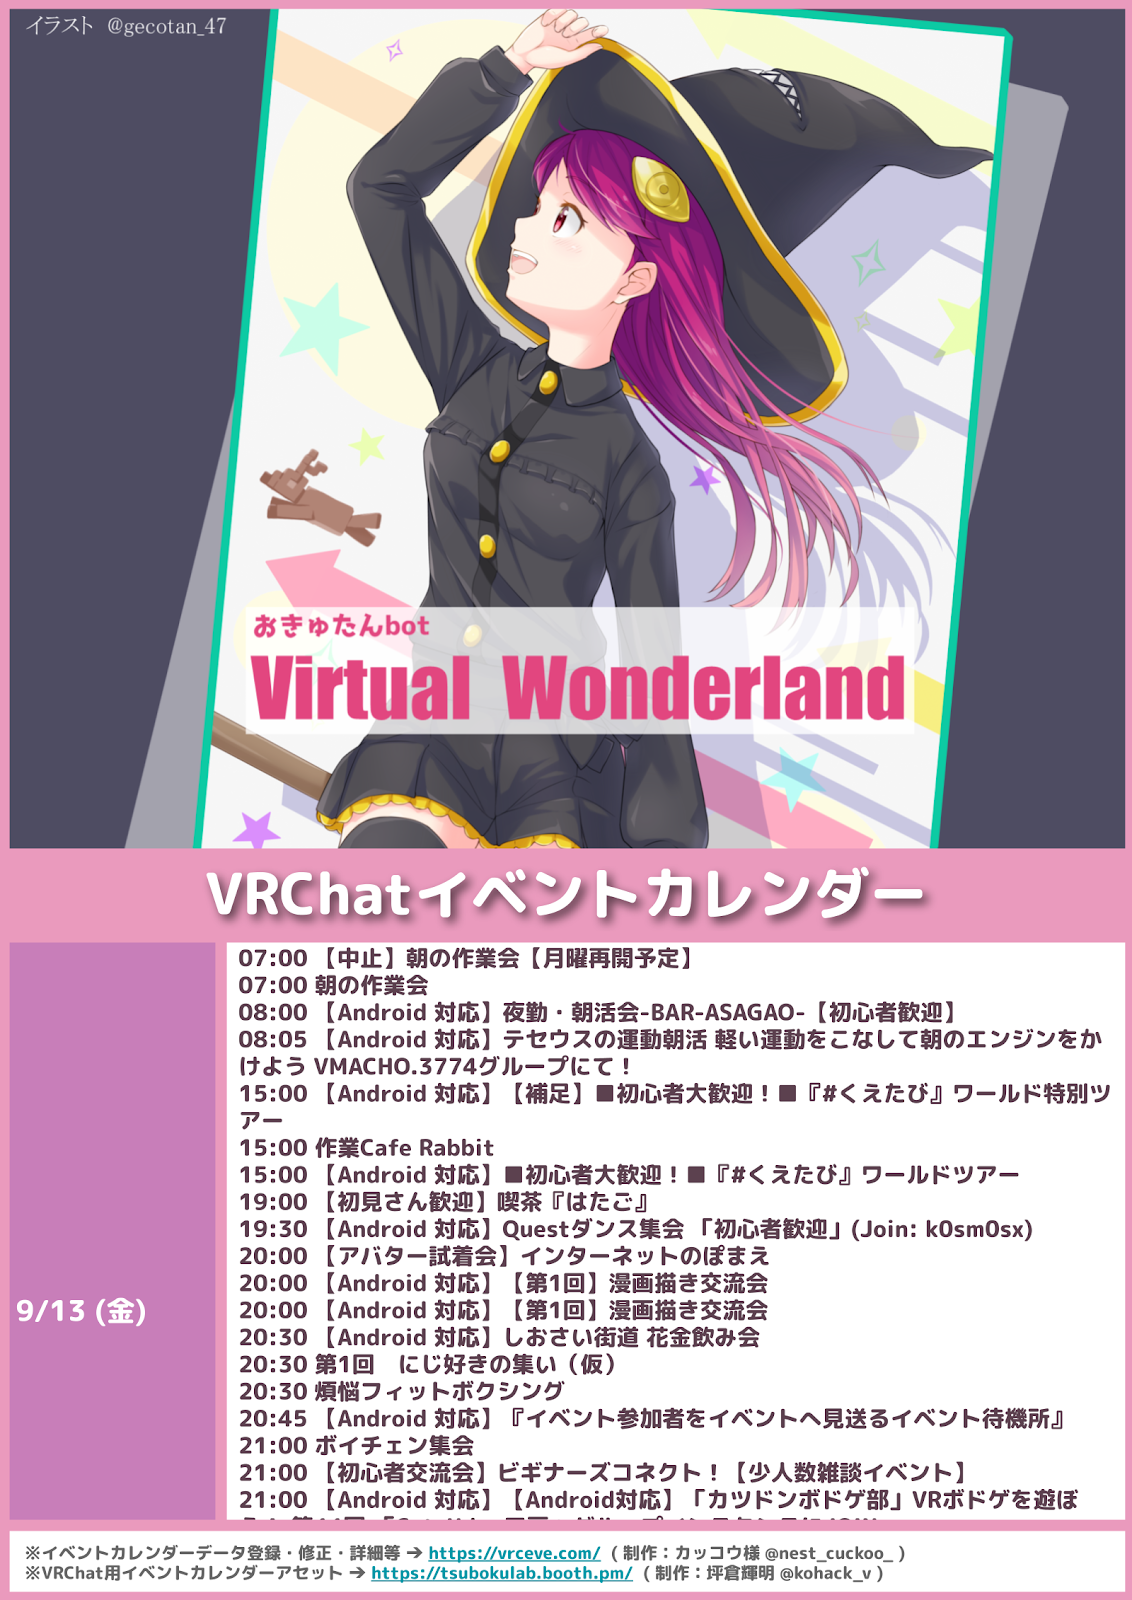 イラスト @gecotan_47
おきゅたんbot
Virtual Wonderland
VRChatイベントカレンダー
9/13 (金)
07:00 【中止】朝の作業会【月曜再開予定】
07:00 朝の作業会
08:00 【Android 対応】夜勤・朝活会-BAR-ASAGAO-【初心者歓迎】
08:05 【Android 対応】テセウスの運動朝活 軽い運動をこなして朝のエンジンをか
けよう VMACHO.3774グループにて！
15:00 【Android 対応】【補足】■初心者大歓迎！■『#くえたび』ワールド特別ツ
アー
15:00 作業Cafe Rabbit
15:00 【Android 対応】■初心者大歓迎！■『#くえたび』ワールドツアー
19:00 【初見さん歓迎】喫茶『はたご』
19:30 【Android 対応】Questダンス集会 「初心者歓迎」(Join: k0sm0sx)
20:00 【アバター試着会】インターネットのぽまえ
20:00 【Android 対応】【第1回】漫画描き交流会
20:00 【Android 対応】【第1回】漫画描き交流会
20:30 【Android 対応】しおさい街道 花金飲み会
20:30 第1回　にじ好きの集い（仮）
20:30 煩悩フィットボクシング
20:45 【Android 対応】『イベント参加者をイベントへ見送るイベント待機所』
21:00 ボイチェン集会
21:00 【初心者交流会】ビギナーズコネクト！【少人数雑談イベント】
21:00 【Android 対応】【Android対応】「カツドンボドゲ部」VRボドゲを遊ぼ
※イベントカレンダーデータ登録・修正・詳細等 → https://vrceve.com/ （制作：カッコウ様 @nest_cuckoo_ ）
※VRChat用イベントカレンダーアセット → https://tsubokulab.booth.pm/ （制作：坪倉輝明 @kohack_v ）